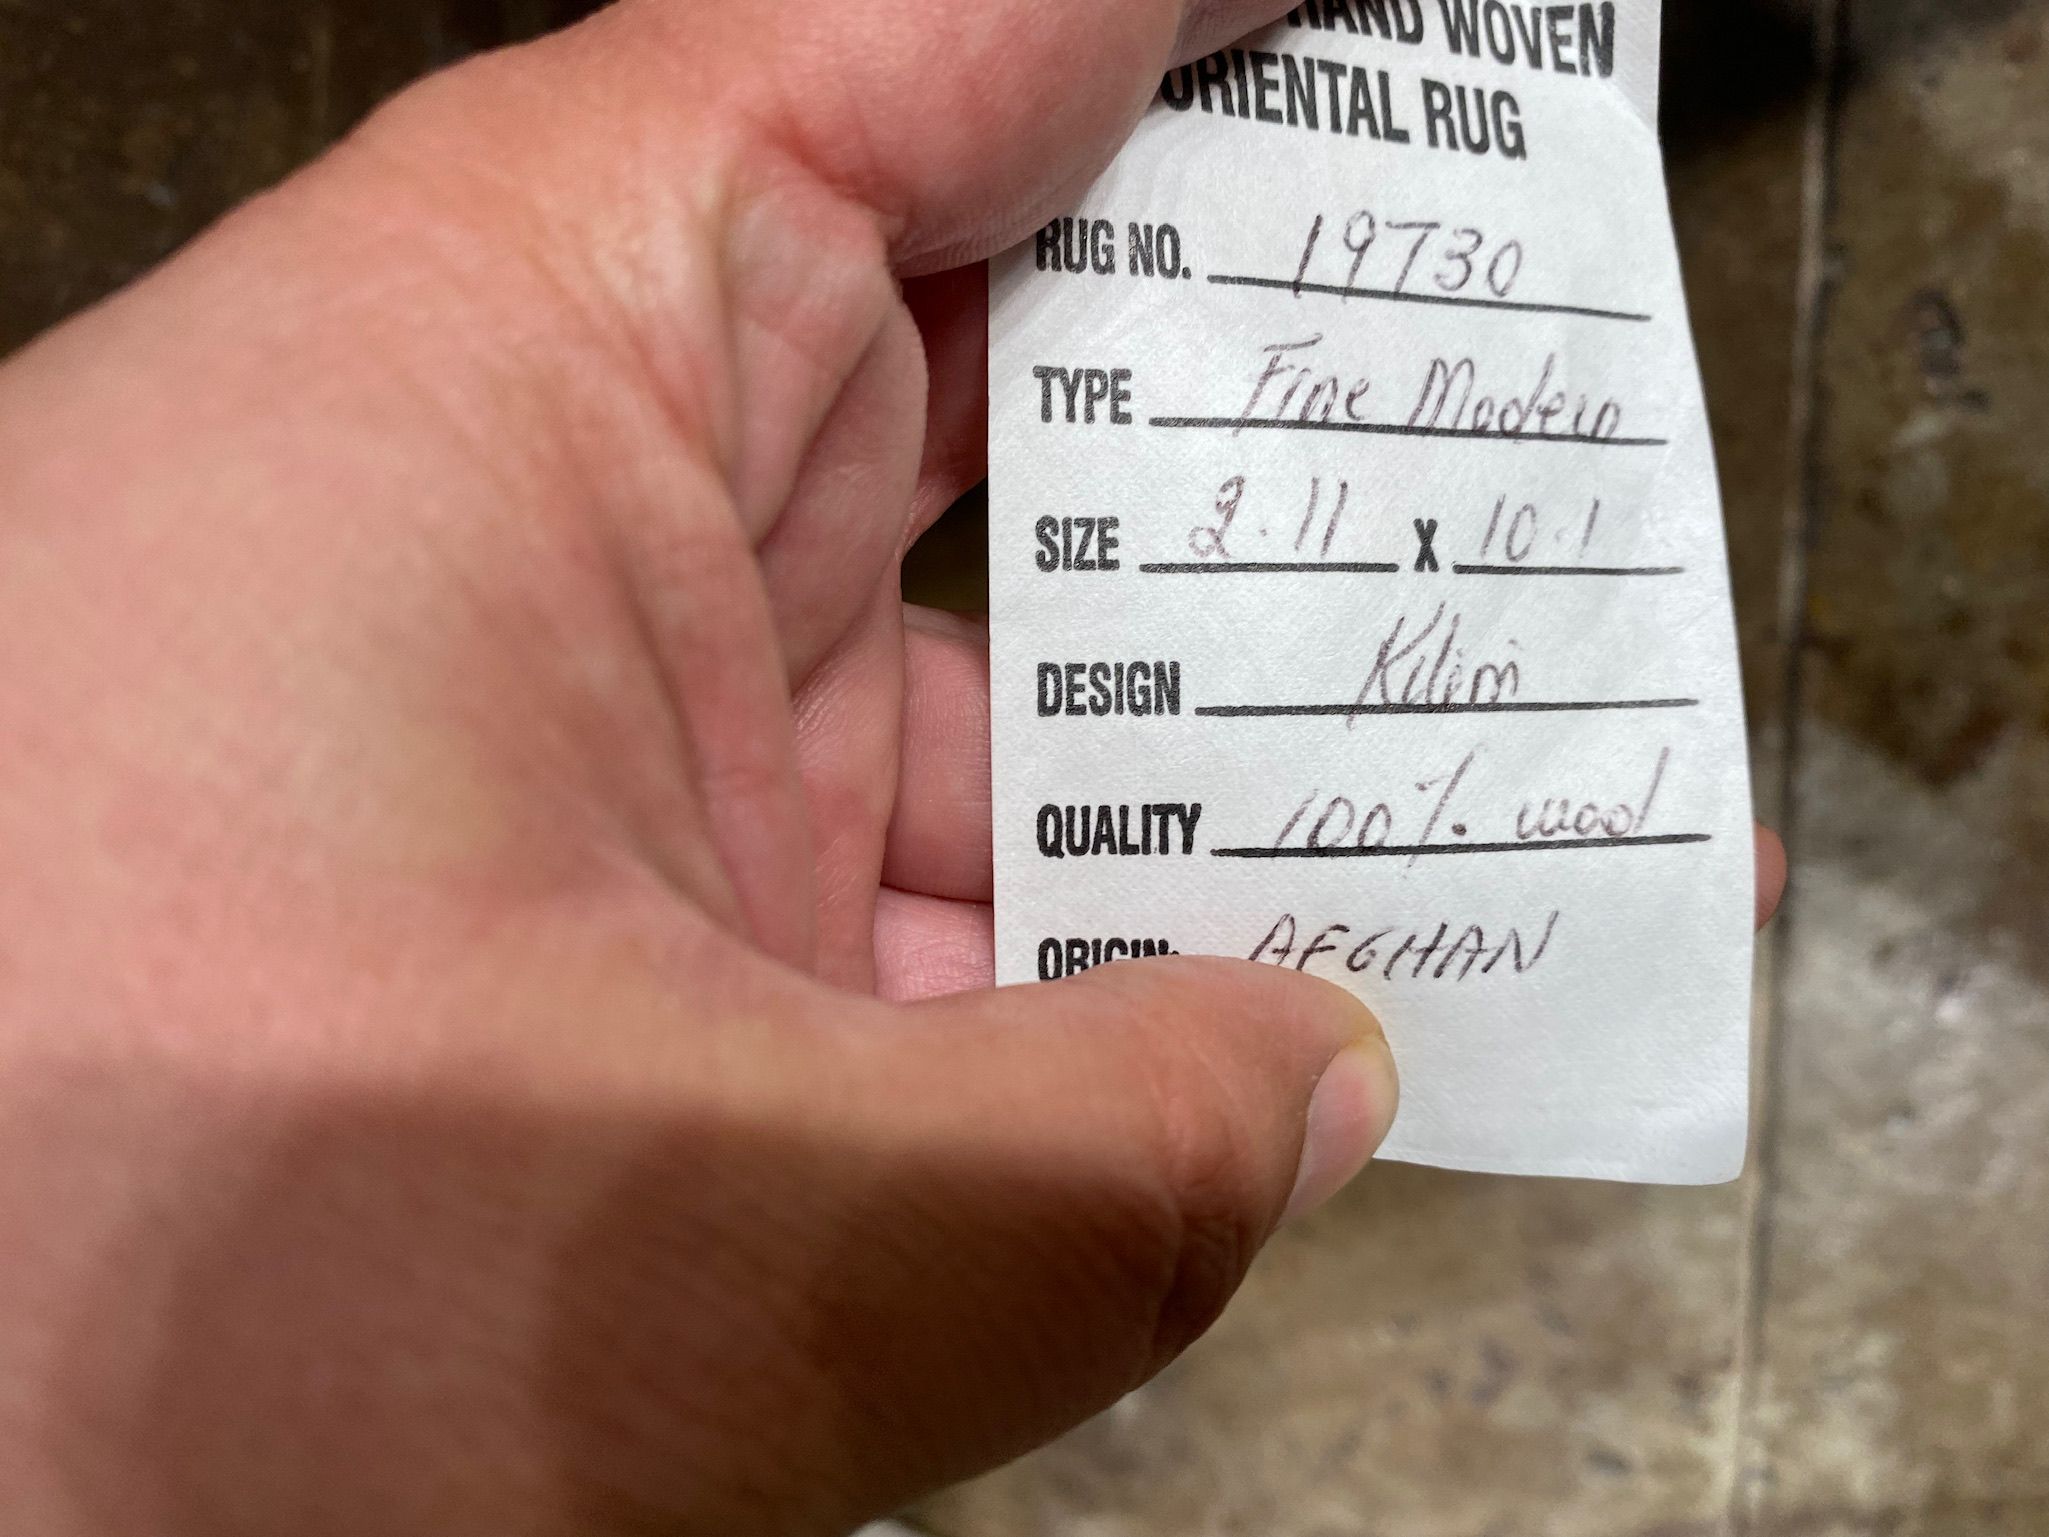 HAND WOVEN
ORIENTAL RUG
RUG NO. 19730
TYPE Fine Modern
SIZE 2.11 X 10.1
DESIGN Kilim
QUALITY 100% wool
ORIGIN: AFGHAN